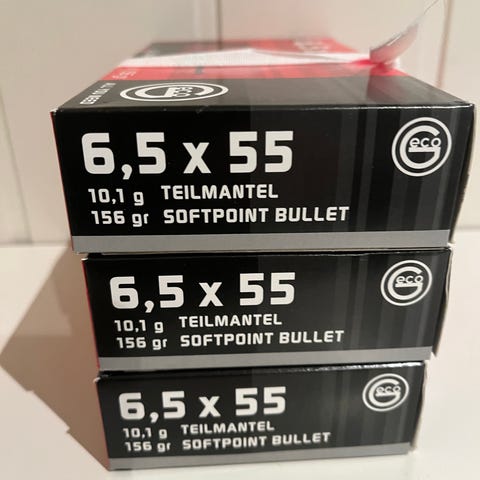 6,5 x 55
10,1 g TEILMANTEL
156 gr SOFTPOINT BULLET
Geco
6,5 x 55
10,1 g TEILMANTEL
156 gr SOFTPOINT BULLET
Geco
6,5 x 55
10,1 g TEILMANTEL
156 gr SOFTPOINT BULLET
Geco